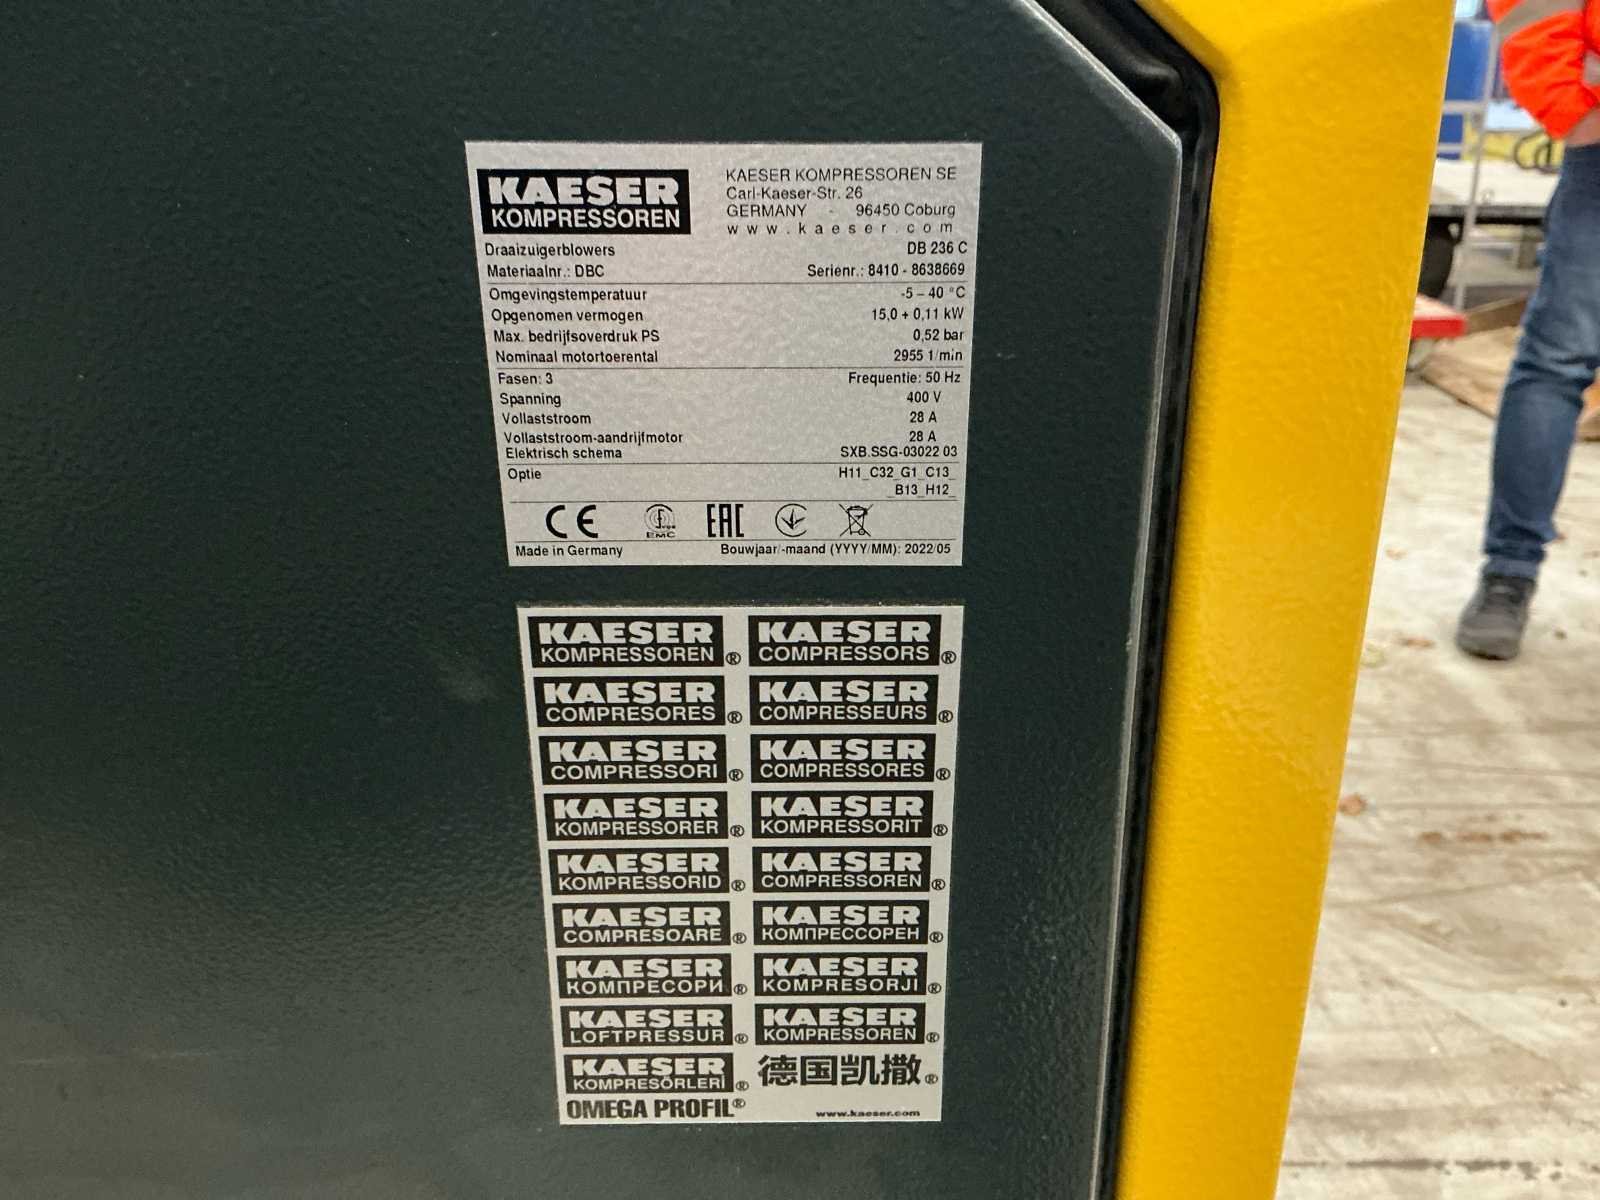 KAESER
KOMPRESSOREN
KAESER KOMPRESSOREN SE
Carl-Kaeser-Str. 26
GERMANY - 96450 Coburg
www.kaeser.com
Draaizuigerblowers DB 236 C
Materiaalnr.: DBC Serienr.: 8410 - 8638669
Omgevingstemperatuur -5 – 40 °C
Opgenomen vermogen 15,0 + 0,11 kW
Max. bedrijfsoverdruk PS 0,52 bar
Nominaal motortoerental 2955 1/min
Fasen: 3 Frequentie: 50 Hz
Spanning 400 V
Vollaststroom 28 A
Vollaststroom-aandrijfmotor 28 A
Elektrisch schema SXB.SSG-03022 03
Optie H11_C32_G1_C13_
_B13_H12_
CE EMC EAC
Made in Germany Bouwjaar/-maand (YYYY/MM): 2022/05
KAESER KAESER
KOMPRESSOREN® COMPRESSORS®
KAESER KAESER
COMPRESORES® COMPRESSEURS®
KAESER KAESER
COMPRESSORI® COMPRESSORES®
KAESER KAESER
KOMPRESSORER® KOMPRESSORIT®
KAESER KAESER
KOMPRESSORID® COMPRESSOREN®
KAESER KAESER
COMPRESOARE® КОМПРЕССОРЕН®
KAESER KAESER
КОМПРЕСОРИ® KOMPRESORJI®
KAESER KAESER
LOFTPRESSUR® KOMPRESSOREN®
KAESER 德国凯撒®
KOMPRESÖRLERİ®
OMEGA PROFIL® www.kaeser.com